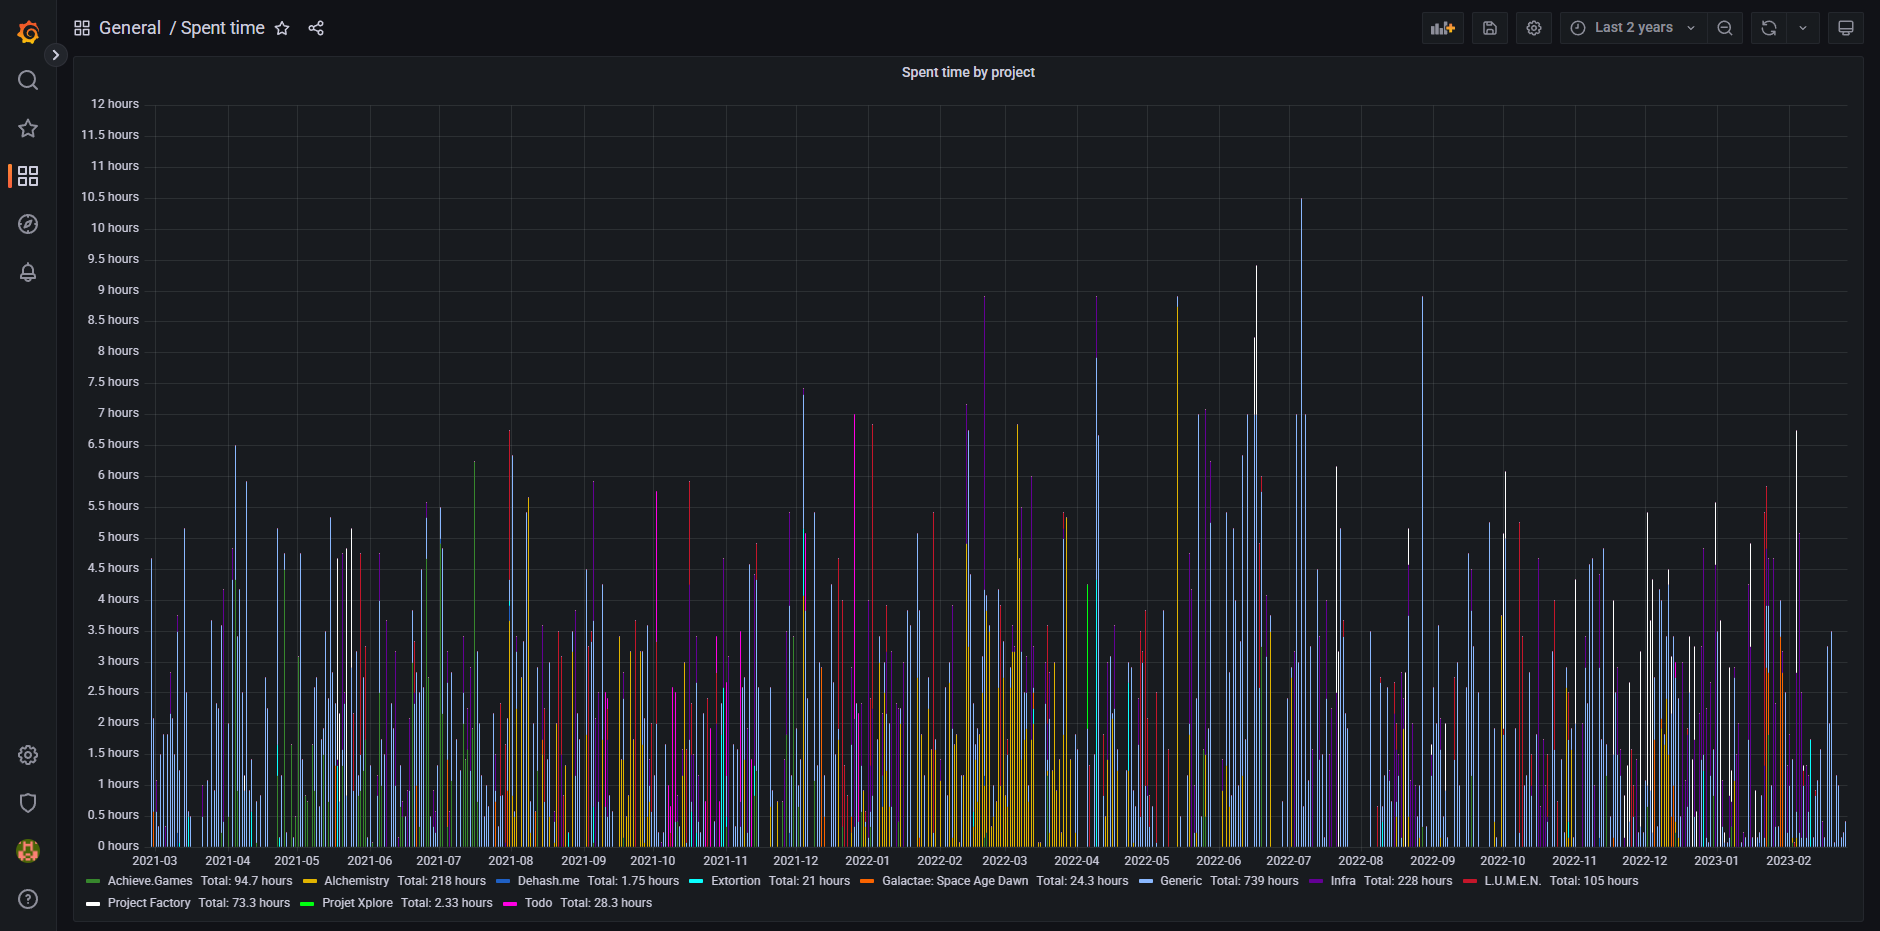 General / Spent time
Last 2 years
Spent time by project
12 hours
11.5 hours
11 hours
10.5 hours
10 hours
9.5 hours
9 hours
8.5 hours
8 hours
7.5 hours
7 hours
6.5 hours
6 hours
5.5 hours
5 hours
4.5 hours
4 hours
3.5 hours
3 hours
2.5 hours
2 hours
1.5 hours
1 hours
0.5 hours
0 hours
2021-03 2021-04 2021-05 2021-06 2021-07 2021-08 2021-09 2021-10 2021-11 2021-12 2022-01 2022-02 2022-03 2022-04 2022-05 2022-06 2022-07 2022-08 2022-09 2022-10 2022-11 2022-12 2023-01 2023-02
Achieve.Games Total: 94.7 hours Alchemistry Total: 218 hours Dehash.me Total: 1.75 hours Extortion Total: 21 hours Galactae: Space Age Dawn Total: 24.3 hours Generic Total: 739 hours Infra Total: 228 hours L.U.M.E.N. Total: 105 hours
Project Factory Total: 73.3 hours Projet Xplore Total: 2.33 hours Todo Total: 28.3 hours